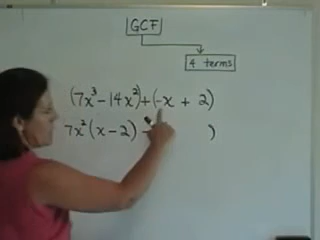 GCF
4 terms
(7x³ - 14x²) + (-x + 2)
7x²(x - 2) - )